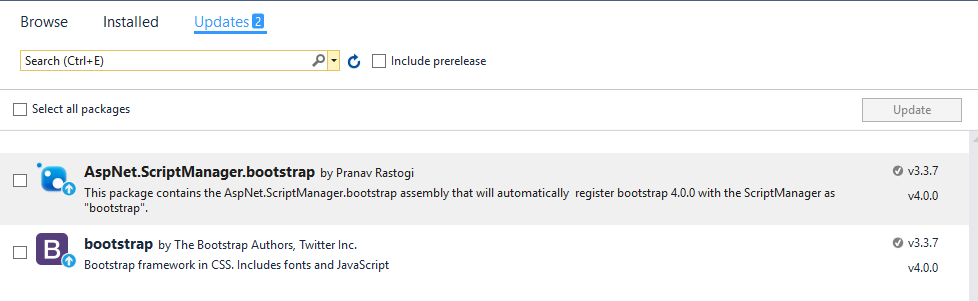 Browse Installed Updates 2
Search (Ctrl+E) Include prerelease
Select all packages Update
AspNet.ScriptManager.bootstrap by Pranav Rastogi v3.3.7
This package contains the AspNet.ScriptManager.bootstrap assembly that will automatically register bootstrap 4.0.0 with the ScriptManager as v4.0.0
"bootstrap".
B bootstrap by The Bootstrap Authors, Twitter Inc. v3.3.7
Bootstrap framework in CSS. Includes fonts and JavaScript v4.0.0